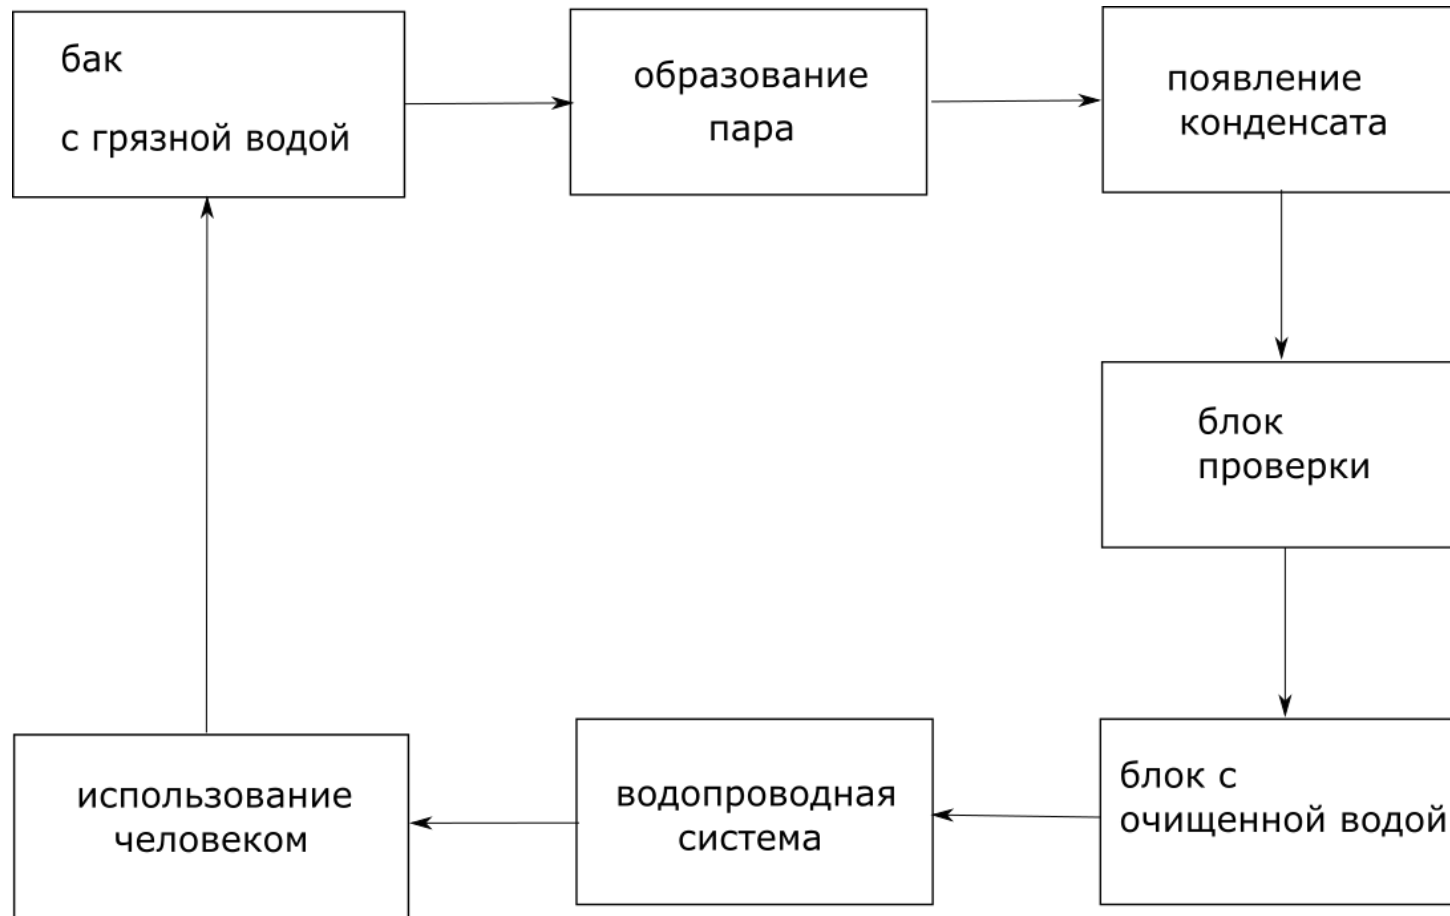 бак
с грязной водой
образование
пара
появление
конденсата
блок
проверки
блок с
очищенной водой
водопроводная
система
использование
человеком